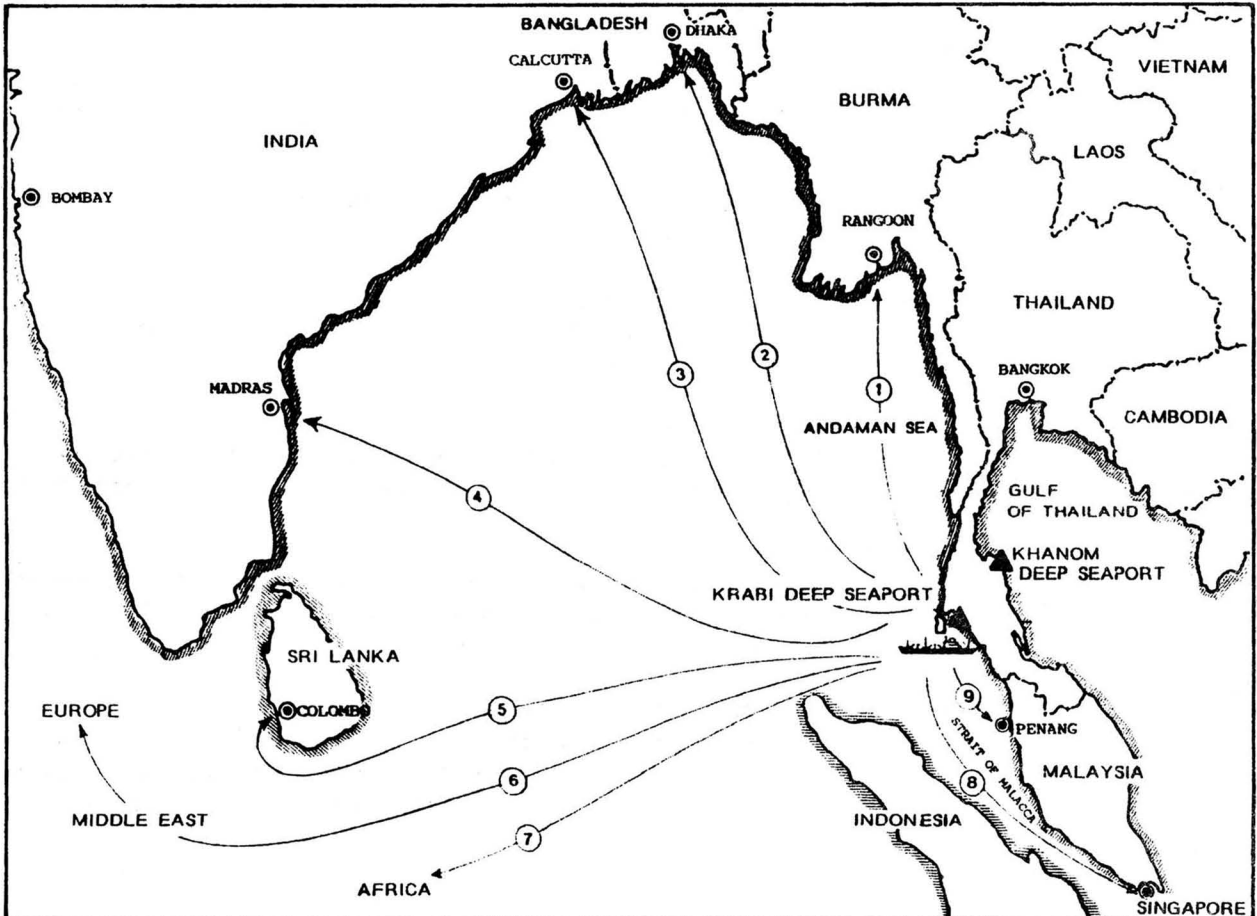 BANGLADESH
DHAKA
CALCUTTA
VIETNAM
BURMA
INDIA
LAOS
BOMBAY
RANGOON
THAILAND
2
3
1
BANGKOK
MADRAS
CAMBODIA
ANDAMAN SEA
4
GULF
OF THAILAND
KHANOM
DEEP SEAPORT
KRABI DEEP SEAPORT
SRI LANKA
9
EUROPE
COLOMBO
5
PENANG
STRAIT OF MALACCA
MALAYSIA
6
8
MIDDLE EAST
INDONESIA
7
AFRICA
SINGAPORE